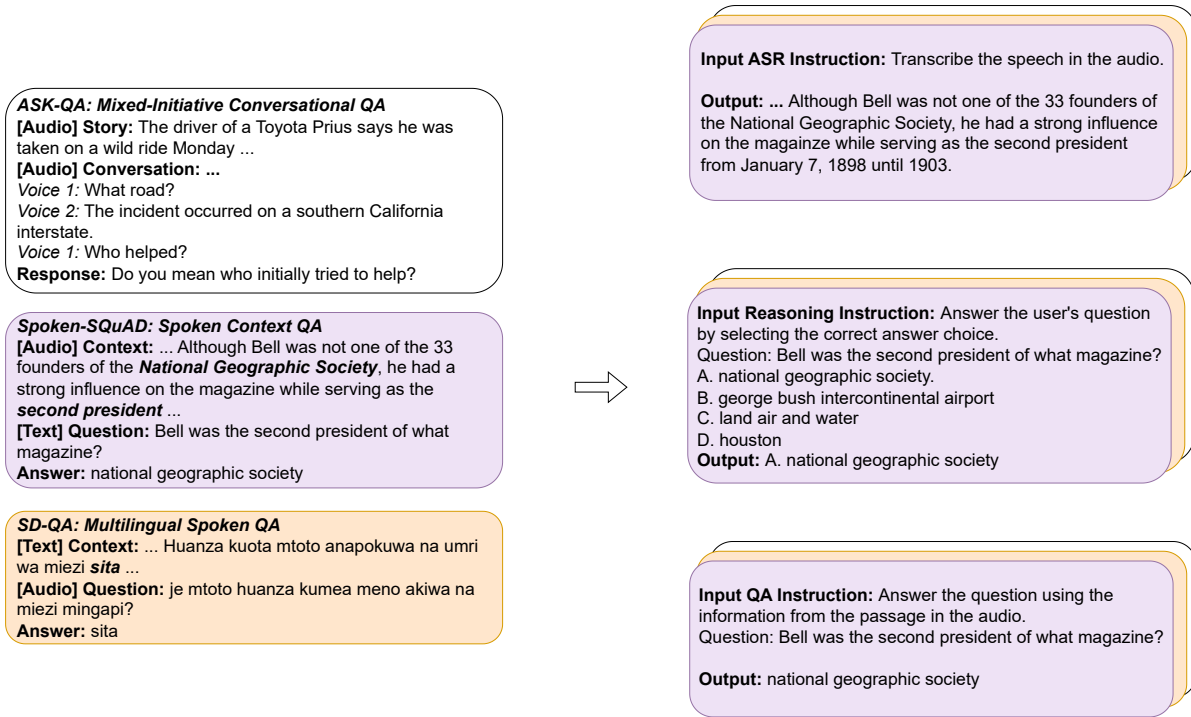 ASK-QA: Mixed-Initiative Conversational QA
[Audio] Story: The driver of a Toyota Prius says he was
taken on a wild ride Monday ...
[Audio] Conversation: ...
Voice 1: What road?
Voice 2: The incident occurred on a southern California
interstate.
Voice 1: Who helped?
Response: Do you mean who initially tried to help?
Spoken-SQuAD: Spoken Context QA
[Audio] Context: ... Although Bell was not one of the 33
founders of the National Geographic Society, he had a
strong influence on the magazine while serving as the
second president ...
[Text] Question: Bell was the second president of what
magazine?
Answer: national geographic society
SD-QA: Multilingual Spoken QA
[Text] Context: ... Huanza kuota mtoto anapokuwa na umri
wa miezi sita ...
[Audio] Question: je mtoto huanza kumea meno akiwa na
miezi mingapi?
Answer: sita
Input ASR Instruction: Transcribe the speech in the audio.
Output: ... Although Bell was not one of the 33 founders of
the National Geographic Society, he had a strong influence
on the magainze while serving as the second president
from January 7, 1898 until 1903.
Input Reasoning Instruction: Answer the user's question
by selecting the correct answer choice.
Question: Bell was the second president of what magazine?
A. national geographic society.
B. george bush intercontinental airport
C. land air and water
D. houston
Output: A. national geographic society
Input QA Instruction: Answer the question using the
information from the passage in the audio.
Question: Bell was the second president of what magazine?
Output: national geographic society